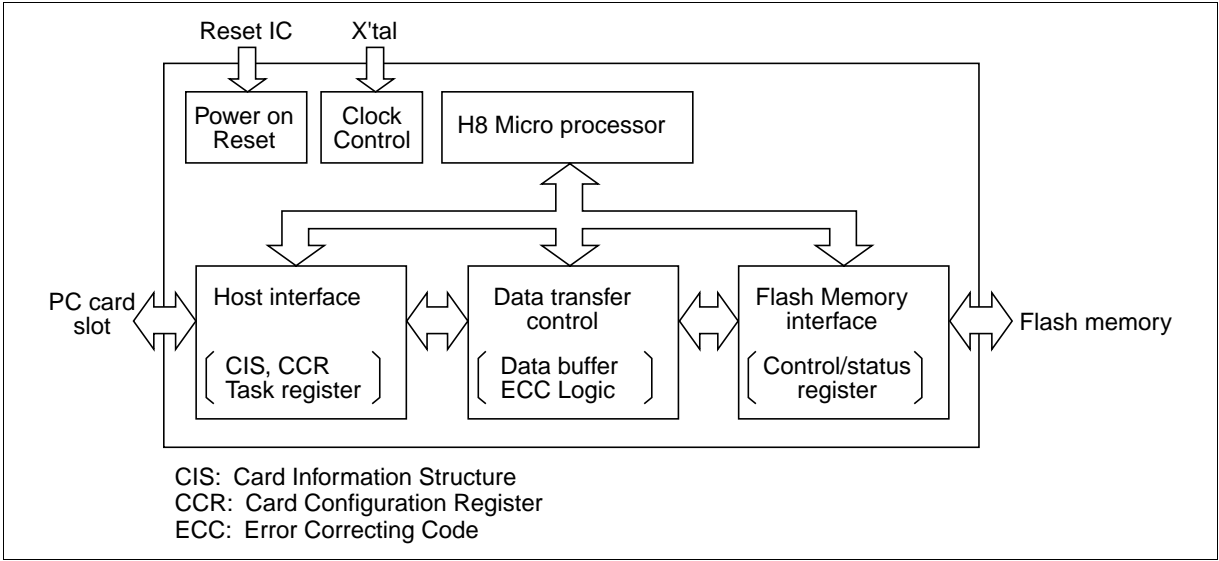 Reset IC
X'tal
Power on
Reset
Clock
Control
H8 Micro processor
PC card
slot
Host interface
CIS, CCR
Task register
Data transfer
control
Data buffer
ECC Logic
Flash Memory
interface
Control/status
register
Flash memory
CIS: Card Information Structure
CCR: Card Configuration Register
ECC: Error Correcting Code